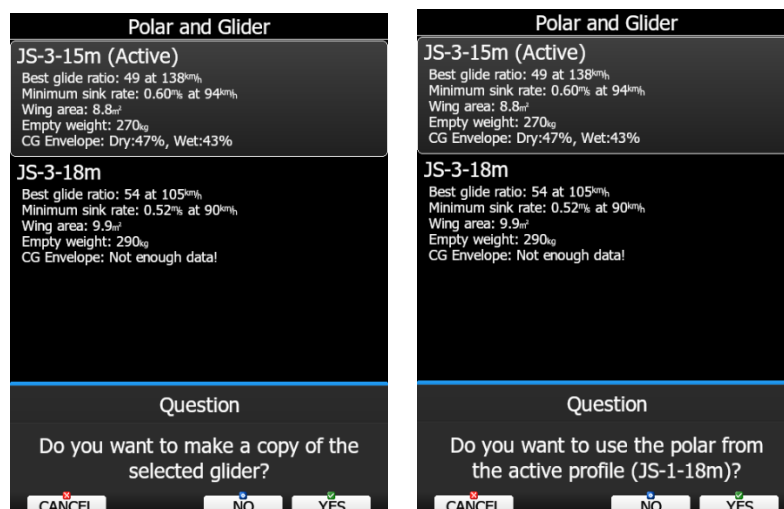 Polar and Glider
JS-3-15m (Active)
Best glide ratio: 49 at 138km/h
Minimum sink rate: 0.60m/s at 94km/h
Wing area: 8.8m²
Empty weight: 270kg
CG Envelope: Dry:47%, Wet:43%
JS-3-18m
Best glide ratio: 54 at 105km/h
Minimum sink rate: 0.52m/s at 90km/h
Wing area: 9.9m²
Empty weight: 290kg
CG Envelope: Not enough data!
Question
Do you want to make a copy of the
selected glider?
CANCEL NO YES
Polar and Glider
JS-3-15m (Active)
Best glide ratio: 49 at 138km/h
Minimum sink rate: 0.60m/s at 94km/h
Wing area: 8.8m²
Empty weight: 270kg
CG Envelope: Dry:47%, Wet:43%
JS-3-18m
Best glide ratio: 54 at 105km/h
Minimum sink rate: 0.52m/s at 90km/h
Wing area: 9.9m²
Empty weight: 290kg
CG Envelope: Not enough data!
Question
Do you want to use the polar from
the active profile (JS-1-18m)?
CANCEL NO YES